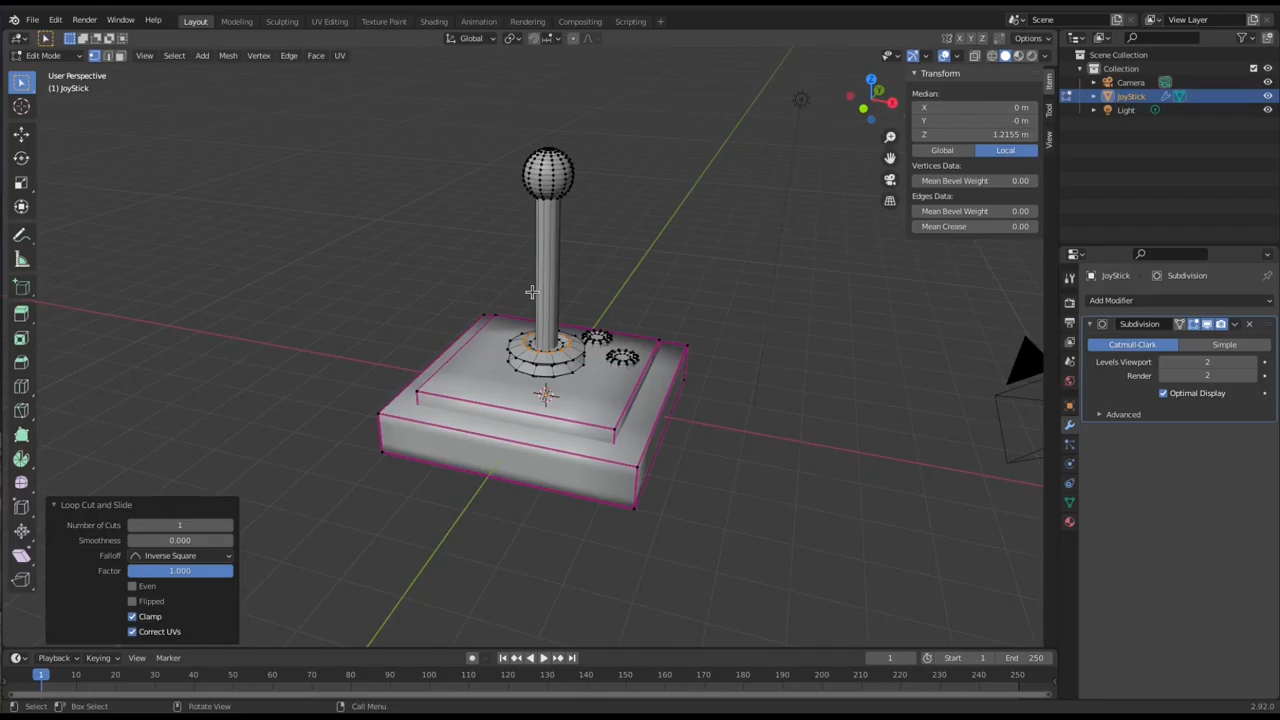 File Edit Render Window Help Layout Modeling Sculpting UV Editing Texture Paint Shading Animation Rendering Compositing Scripting + Scene View Layer
Global X Y Z Options
Edit Mode View Select Add Mesh Vertex Edge Face UV
User Perspective
(1) JoyStick
Z
Y
X
Transform
Median:
X 0 m
Y -0 m
Z 1.2155 m
Global Local
Vertices Data:
Mean Bevel Weight 0.00
Edges Data:
Mean Bevel Weight 0.00
Mean Crease 0.00
Item
Tool
View
Scene Collection
Collection
Camera
JoyStick
Light
JoyStick Subdivision
Add Modifier
Subdivision
Catmull-Clark Simple
Levels Viewport 2
Render 2
Optimal Display
Advanced
Loop Cut and Slide
Number of Cuts 1
Smoothness 0.000
Falloff Inverse Square
Factor 1.000
Even
Flipped
Clamp
Correct UVs
Playback Keying View Marker 1 Start 1 End 250
1 10 20 30 40 50 60 70 80 90 100 110 120 130 140 150 160 170 180 190 200 210 220 230 240 250
Select Box Select Rotate View Call Menu 2.92.0